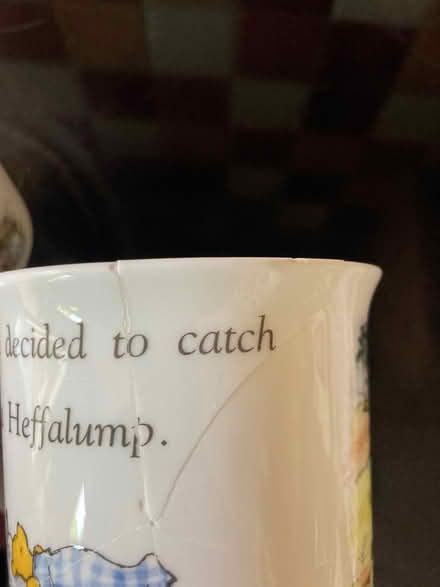 decided to catch
Heffalump.